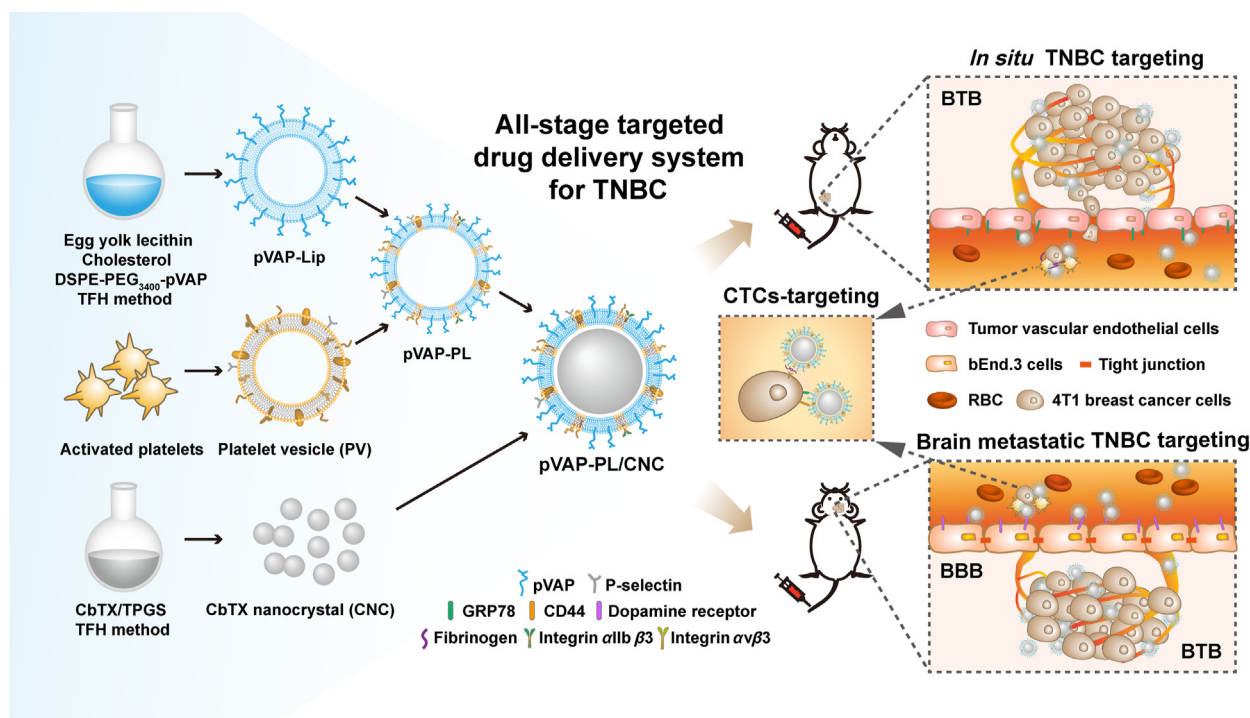 All-stage targeted
drug delivery system
for TNBC
Egg yolk lecithin
Cholesterol
DSPE-PEG3400-pVAP
TFH method
pVAP-Lip
Activated platelets
Platelet vesicle (PV)
pVAP-PL
CbTX/TPGS
TFH method
CbTX nanocrystal (CNC)
pVAP-PL/CNC
In situ TNBC targeting
BTB
CTCs-targeting
Tumor vascular endothelial cells
bEnd.3 cells
Tight junction
RBC
4T1 breast cancer cells
Brain metastatic TNBC targeting
BBB
BTB
pVAP
P-selectin
GRP78
CD44
Dopamine receptor
Fibrinogen
Integrin αIIb β3
Integrin αvβ3